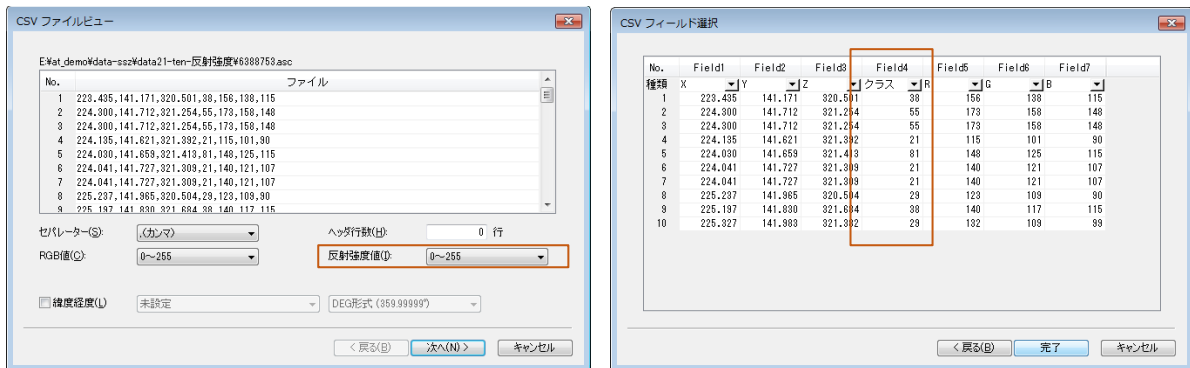 CSV ファイルビュー
E:¥at_demo¥data-ssz¥data21-ten-反射強度¥6388753.asc
No. ファイル
1 223.435,141.171,320.501,38,156,138,115
2 224.300,141.712,321.254,55,173,158,148
3 224.300,141.712,321.254,55,173,158,148
4 224.135,141.621,321.392,21,115,101,90
5 224.030,141.659,321.413,81,148,125,115
6 224.041,141.727,321.309,21,140,121,107
7 224.041,141.727,321.309,21,140,121,107
8 225.237,141.965,320.504,29,123,109,90
9 225.197,141.830,321.684,38,140,117,115
セパレーター(S): ,(カンマ) ヘッダ行数(H): 0 行
RGB値(C): 0～255 反射強度値(I): 0～255
緯度経度(L) 未設定 DEG形式 (359.99999°)
< 戻る(B) 次へ(N) > キャンセル
CSV フィールド選択
No. Field1 Field2 Field3 Field4 Field5 Field6 Field7
種類 X Y Z クラス R G B
1 223.435 141.171 320.501 38 156 138 115
2 224.300 141.712 321.254 55 173 158 148
3 224.300 141.712 321.254 55 173 158 148
4 224.135 141.621 321.392 21 115 101 90
5 224.030 141.659 321.413 81 148 125 115
6 224.041 141.727 321.309 21 140 121 107
7 224.041 141.727 321.309 21 140 121 107
8 225.237 141.965 320.504 29 123 109 90
9 225.197 141.830 321.684 38 140 117 115
10 225.327 141.983 321.332 29 132 109 99
< 戻る(B) 完了 キャンセル